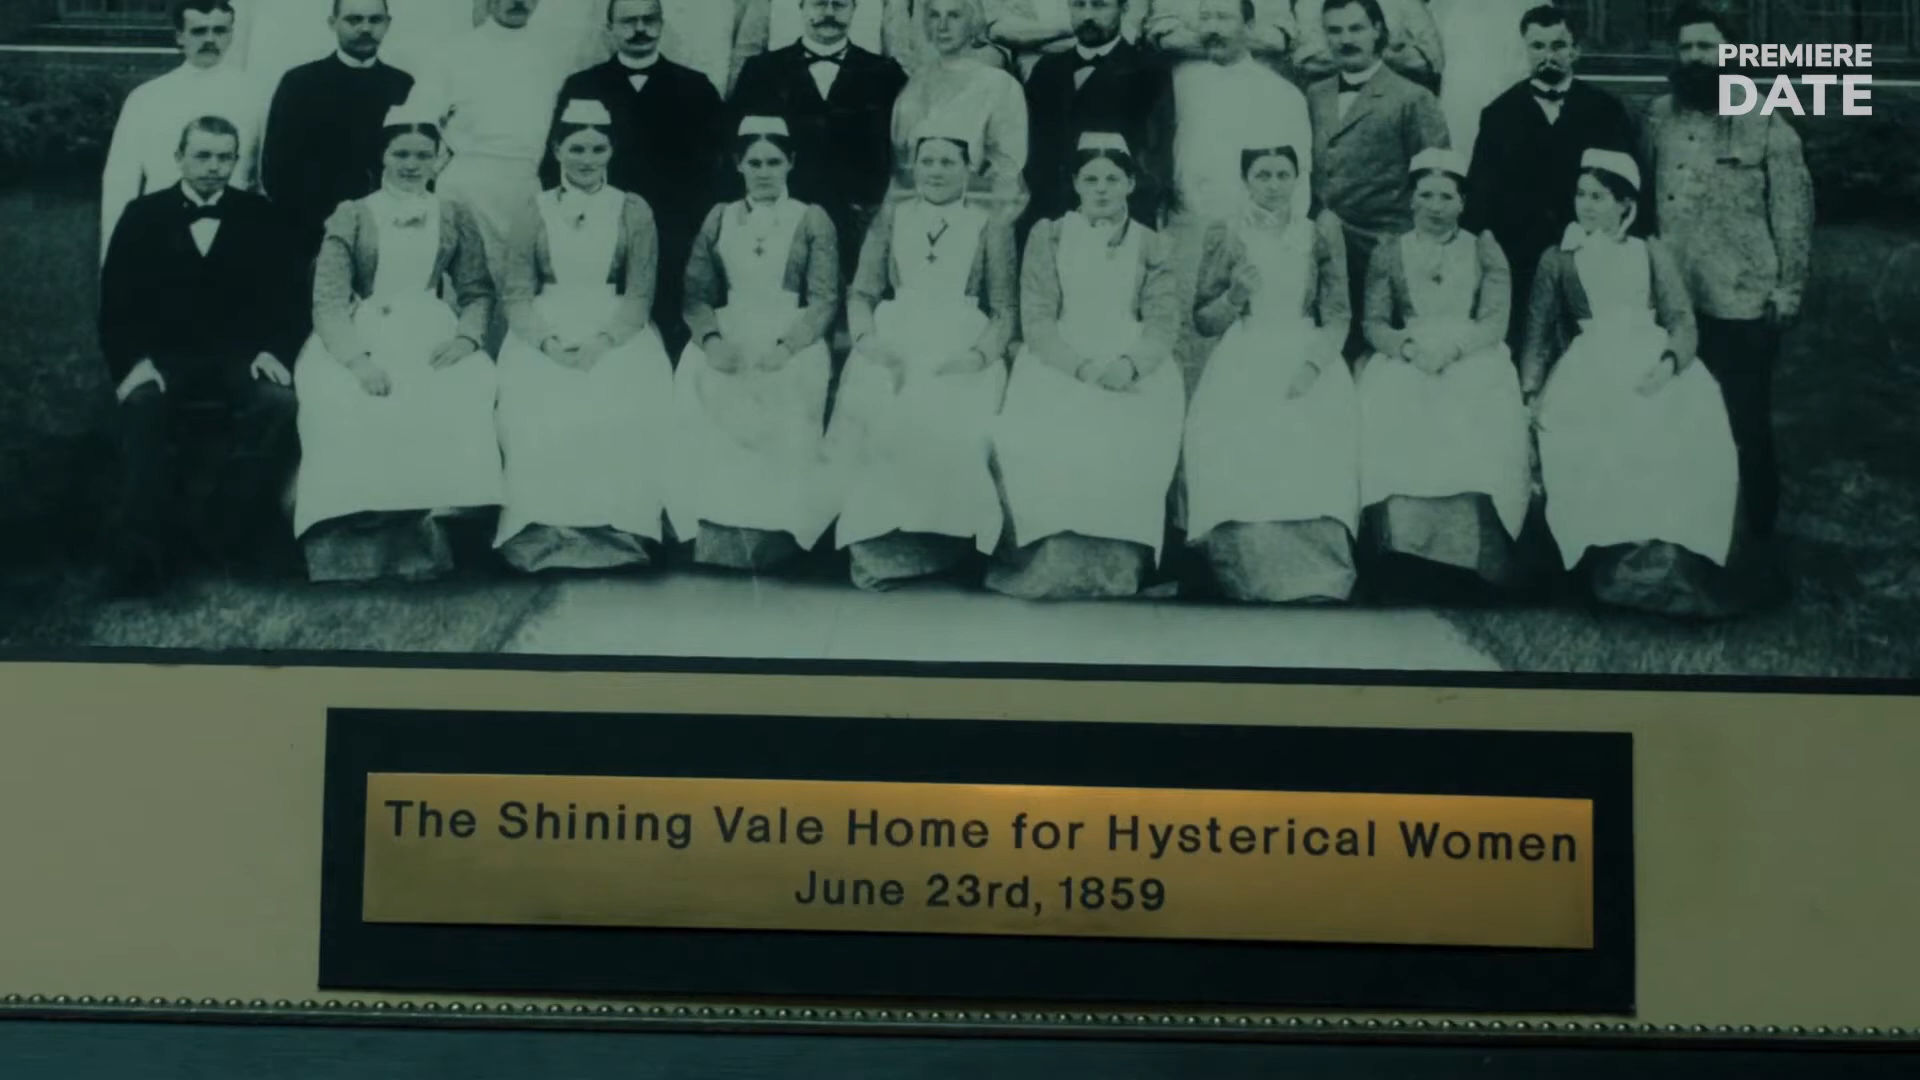 PREMIERE
DATE
The Shining Vale Home for Hysterical Women
June 23rd, 1859